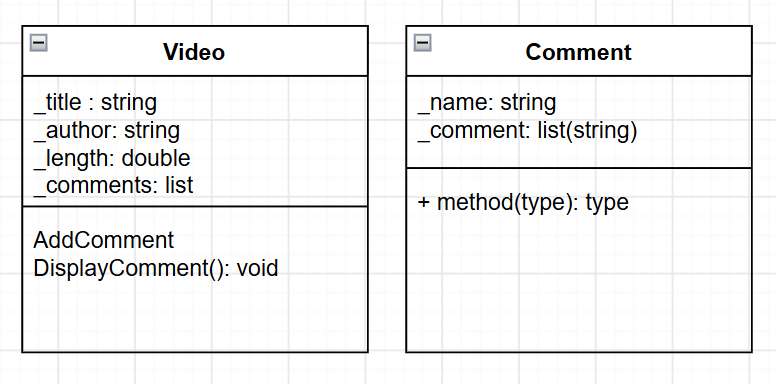 Video
_title : string
_author: string
_length: double
_comments: list
AddComment
DisplayComment(): void
Comment
_name: string
_comment: list(string)
+ method(type): type